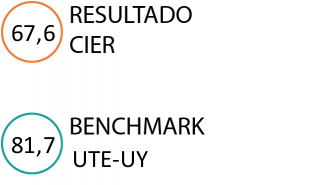 67,6
RESULTADO
CIER
81,7
BENCHMARK
UTE-UY